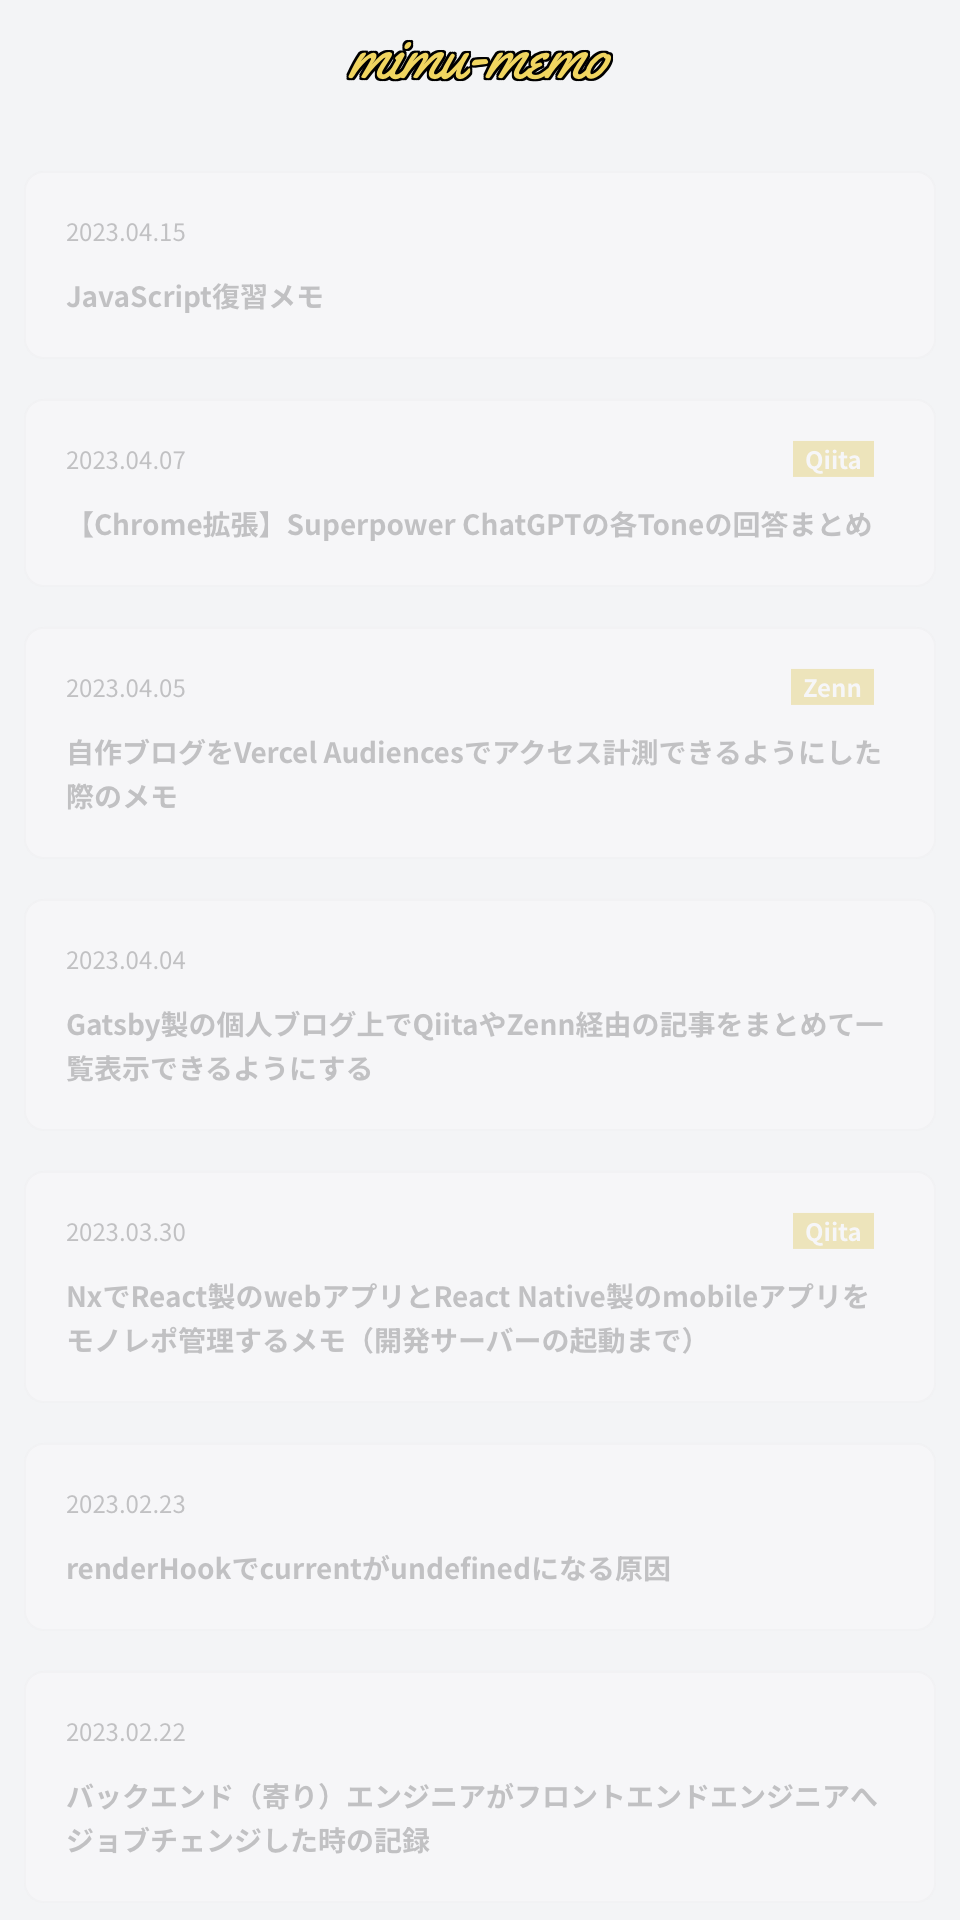 mimu-memo
2023.04.15
JavaScript復習メモ
2023.04.07
Qiita
【Chrome拡張】Superpower ChatGPTの各Toneの回答まとめ
2023.04.05
Zenn
自作ブログをVercel Audiencesでアクセス計測できるようにした
際のメモ
2023.04.04
Gatsby製の個人ブログ上でQiitaやZenn経由の記事をまとめて一
覧表示できるようにする
2023.03.30
Qiita
NxでReact製のwebアプリとReact Native製のmobileアプリを
モノレポ管理するメモ（開発サーバーの起動まで）
2023.02.23
renderHookでcurrentがundefinedになる原因
2023.02.22
バックエンド（寄り）エンジニアがフロントエンドエンジニアへ
ジョブチェンジした時の記録